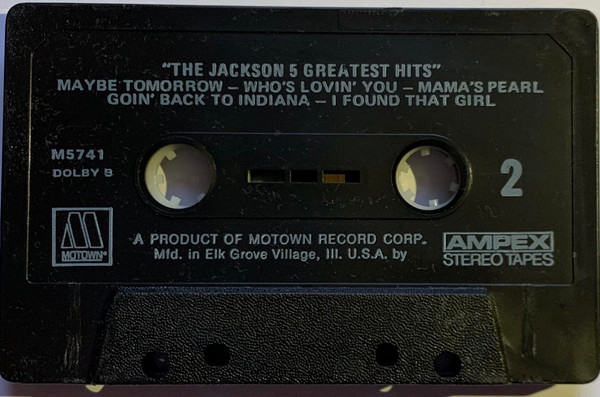 "THE JACKSON 5 GREATEST HITS"
MAYBE TOMORROW – WHO'S LOVIN' YOU – MAMA'S PEARL
GOIN' BACK TO INDIANA – I FOUND THAT GIRL
M5741
DOLBY B
2
MOTOWN®
A PRODUCT OF MOTOWN RECORD CORP.
Mfd. in Elk Grove Village, Ill. U.S.A. by
AMPEX
STEREO TAPES